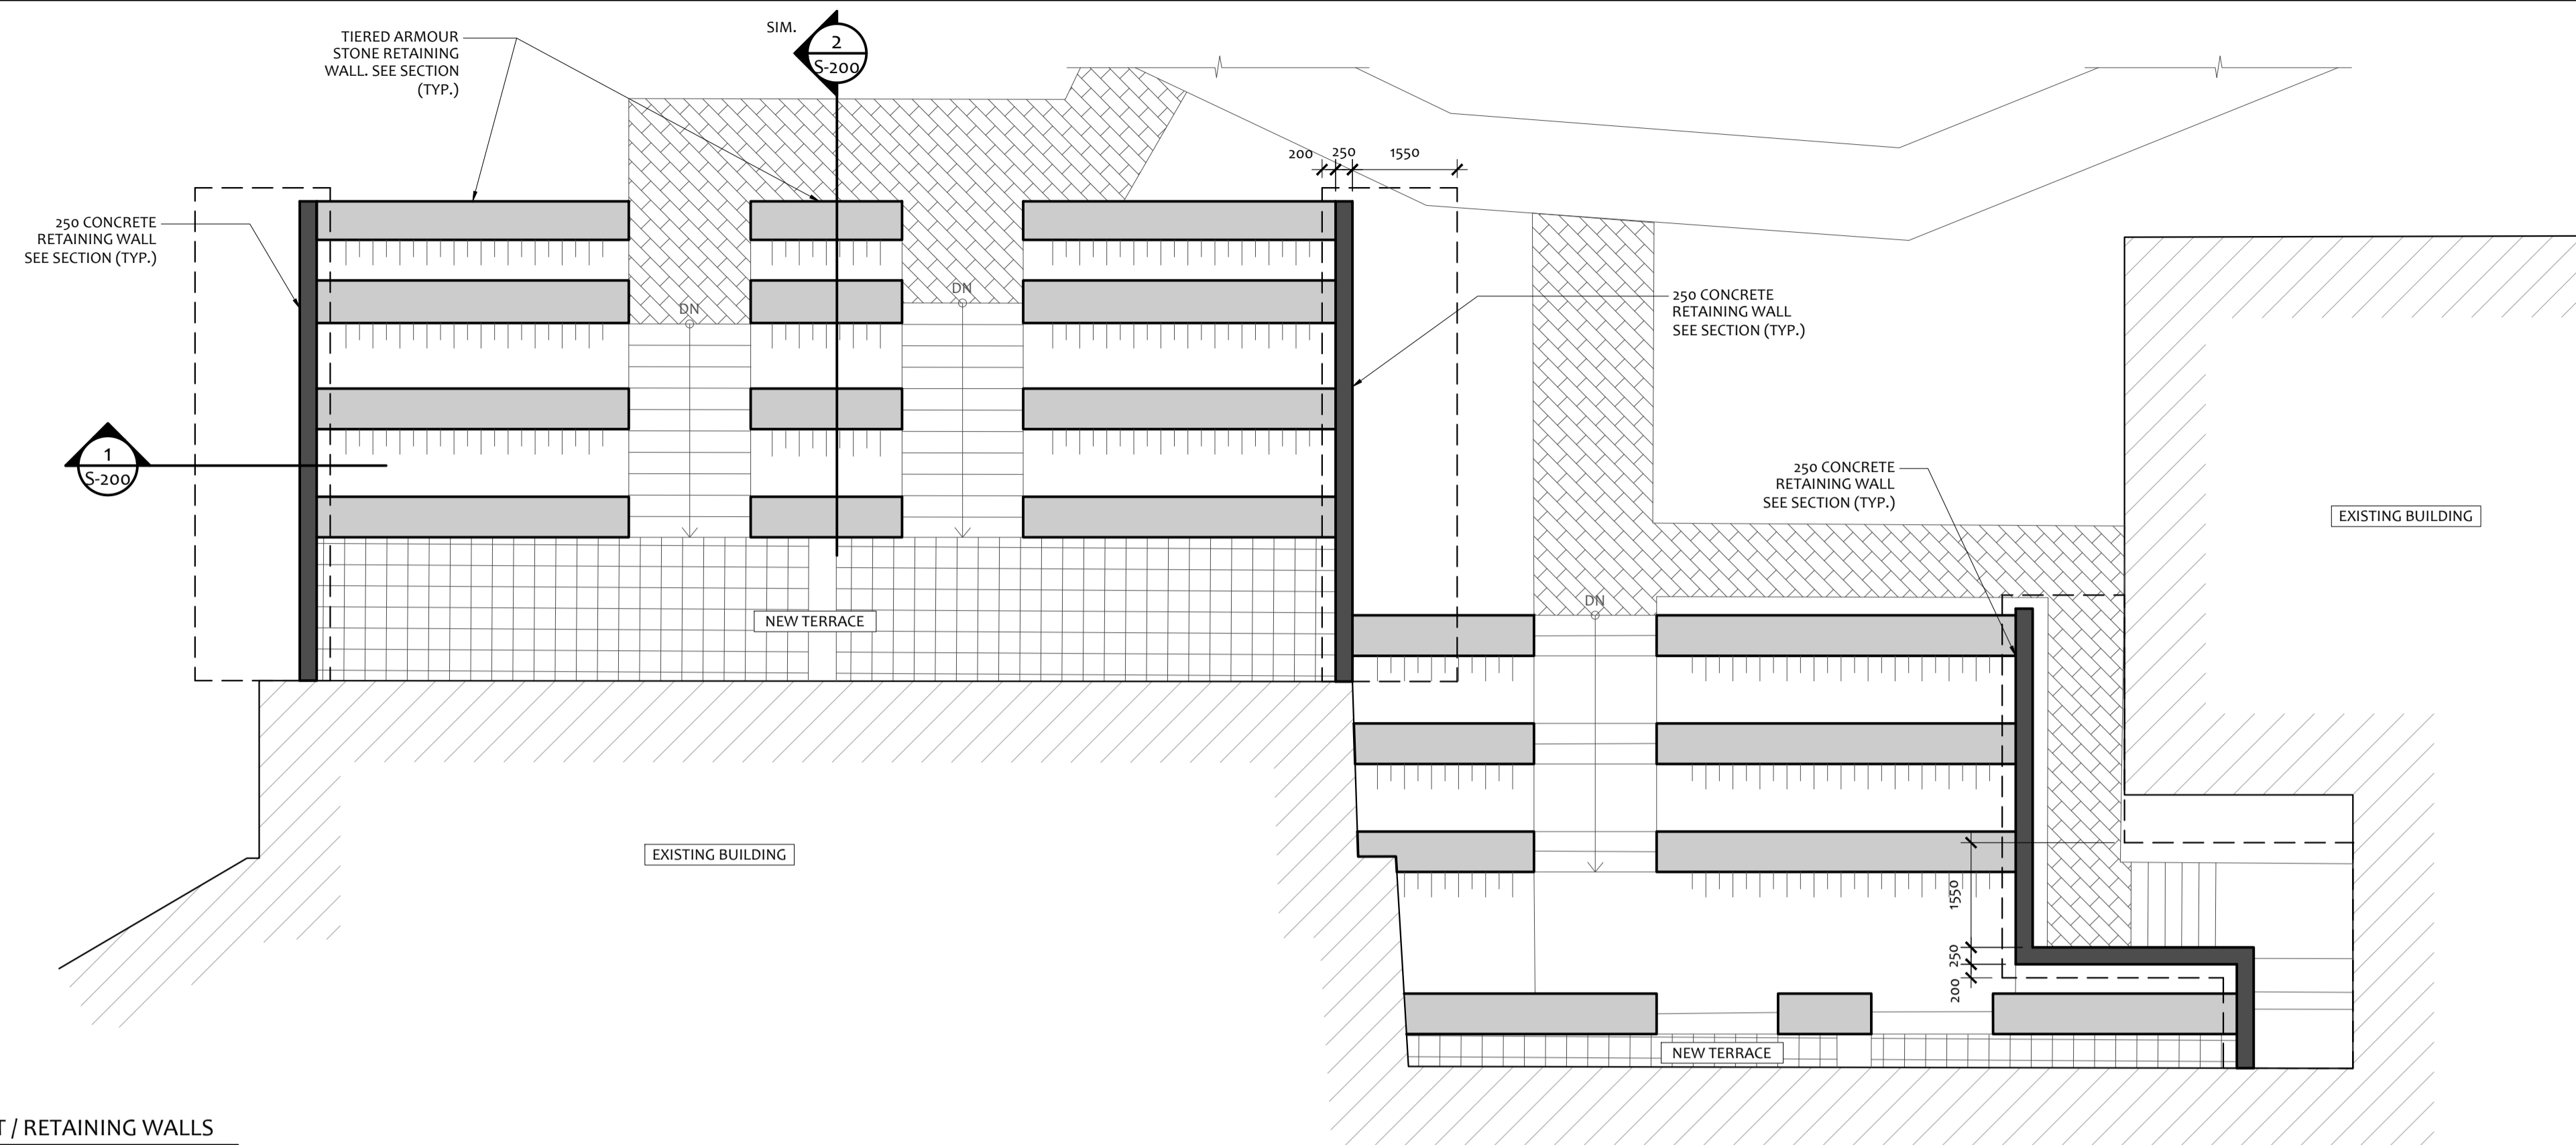 TIERED ARMOUR
STONE RETAINING
WALL. SEE SECTION
(TYP.)
SIM.
2
S-200
200 250 1550
250 CONCRETE
RETAINING WALL
SEE SECTION (TYP.)
DN
DN
250 CONCRETE
RETAINING WALL
SEE SECTION (TYP.)
1
S-200
250 CONCRETE
RETAINING WALL
SEE SECTION (TYP.)
EXISTING BUILDING
DN
NEW TERRACE
EXISTING BUILDING
1550
250
200
NEW TERRACE
T / RETAINING WALLS